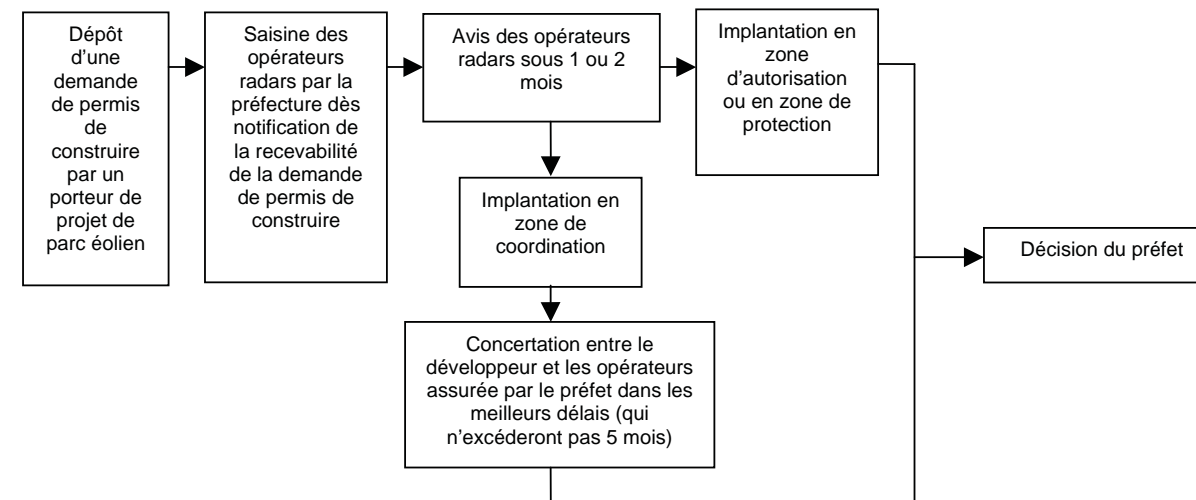 Dépôt
d’une
demande
de permis
de
construire
par un
porteur de
projet de
parc éolien
Saisine des
opérateurs
radars par la
préfecture dès
notification de
la recevabilité
de la demande
de permis de
construire
Avis des opérateurs
radars sous 1 ou 2
mois
Implantation en
zone
d’autorisation
ou en zone de
protection
Implantation en
zone de
coordination
Décision du préfet
Concertation entre le
développeur et les opérateurs
assurée par le préfet dans les
meilleurs délais (qui
n’excéderont pas 5 mois)